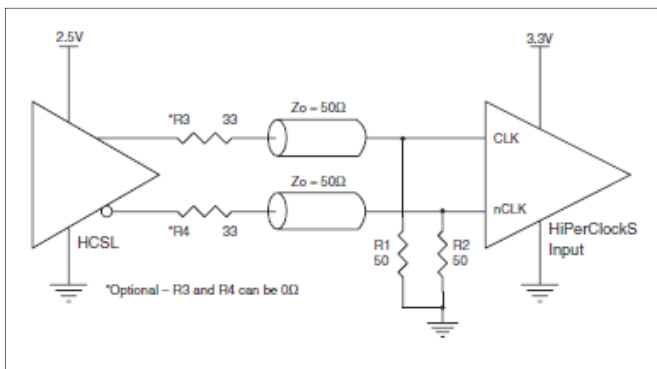 2.5V
3.3V
*R3 33
Zo – 50Ω
CLK
Zo – 50Ω
nCLK
HCSL
*R4 33
R1
50
R2
50
HiPerClockS
Input
*Optional – R3 and R4 can be 0Ω